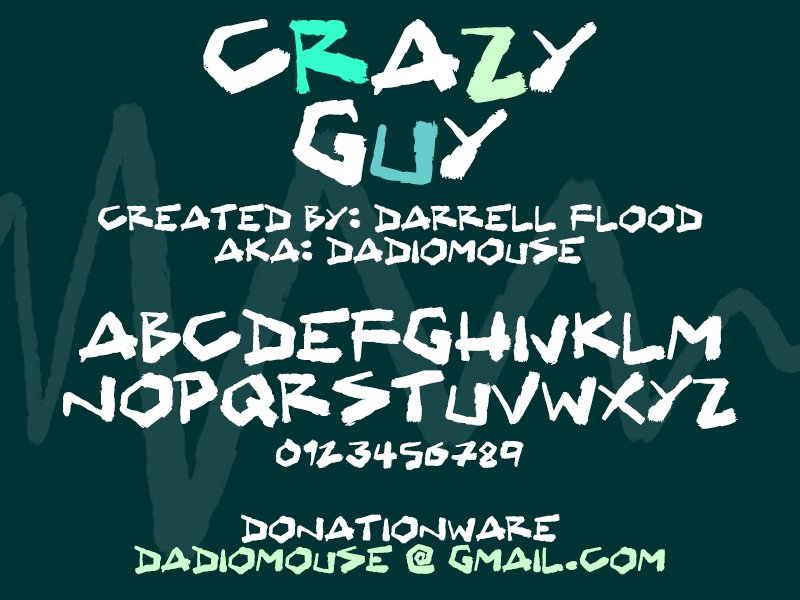 CRAZY
GUY
CREATED BY: DARRELL FLOOD
AKA: DADIOMOUSE
ABCDEFGHIJKLM
NOPQRSTUVWXYZ
0123456789
DONATIONWARE
DADIOMOUSE @ GMAIL.COM